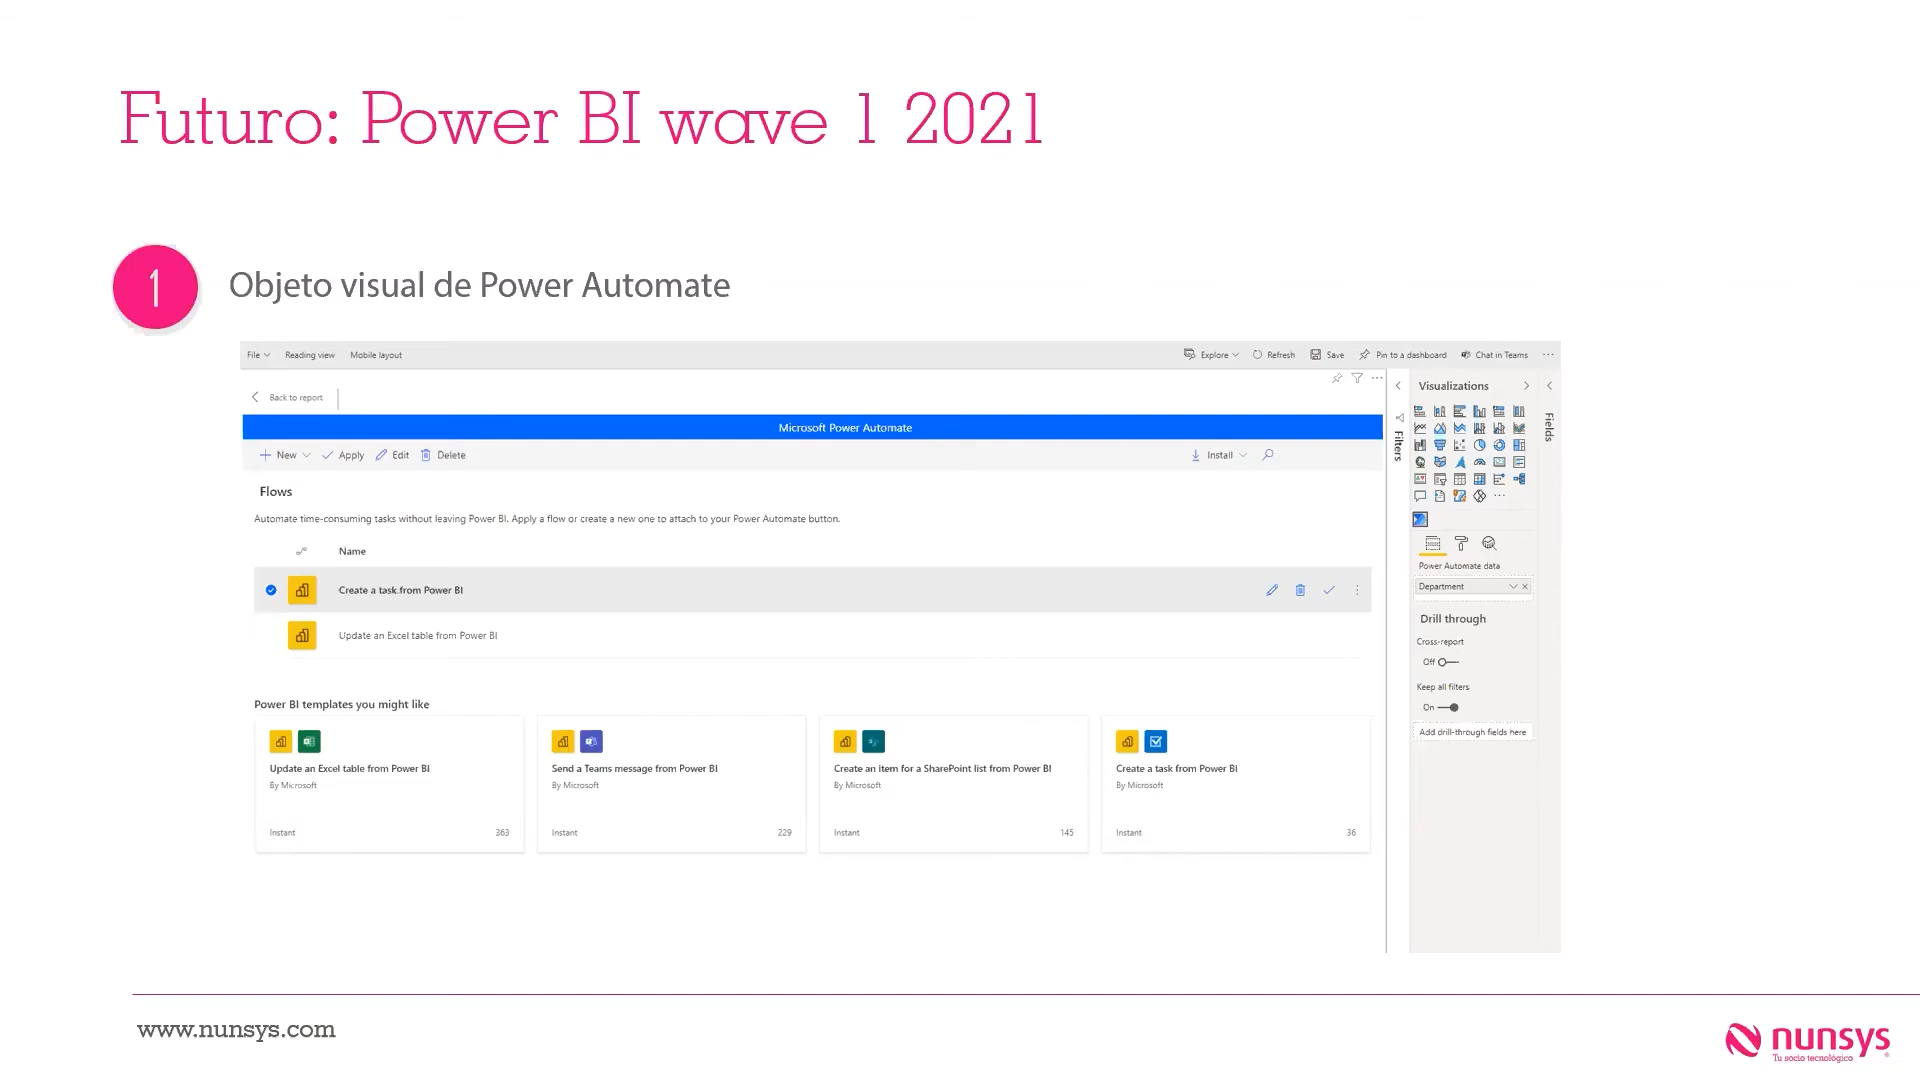 Futuro: Power BI wave 1 2021
1
Objeto visual de Power Automate
File Reading view Mobile layout Explore Refresh Save Pin to a dashboard Chat in Teams
Back to report
Microsoft Power Automate
New Apply Edit Delete Install
Flows
Automate time-consuming tasks without leaving Power BI. Apply a flow or create a new one to attach to your Power Automate button.
Name
Create a task from Power BI
Update an Excel table from Power BI
Power BI templates you might like
Update an Excel table from Power BI
By Microsoft
Instant 363
Send a Teams message from Power BI
By Microsoft
Instant 229
Create an item for a SharePoint list from Power BI
By Microsoft
Instant 145
Create a task from Power BI
By Microsoft
Instant 36
Filters
Visualizations
Power Automate data
Department
Drill through
Cross-report
Off
Keep all filters
On
Add drill-through fields here
Fields
www.nunsys.com
nunsys
Tu socio tecnológico